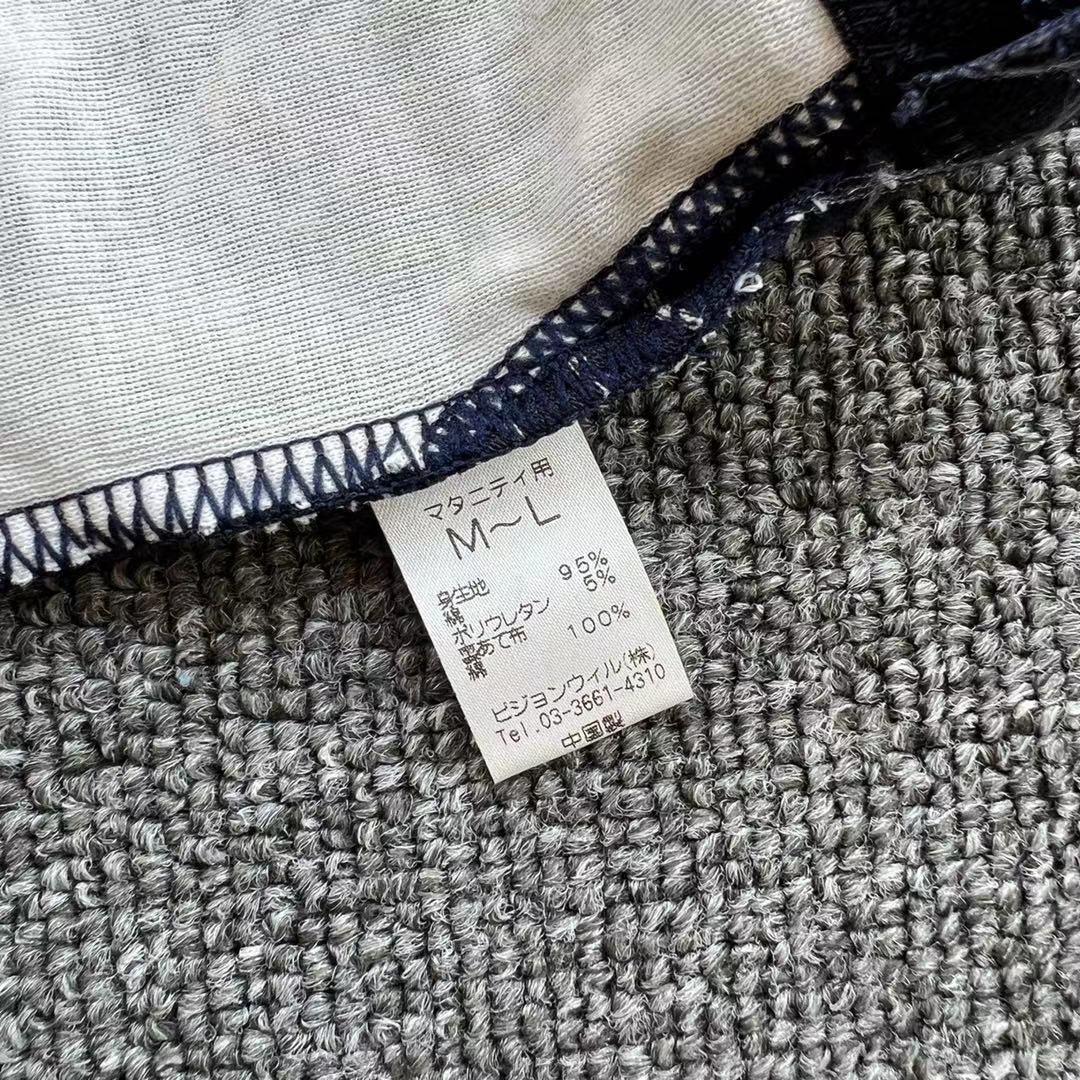 マタニティ用
M～L
身生地
綿 95%
ポリウレタン 5%
股あて布
綿 100%
ピジョンウィル(株)
Tel.03-3661-4310
中国製